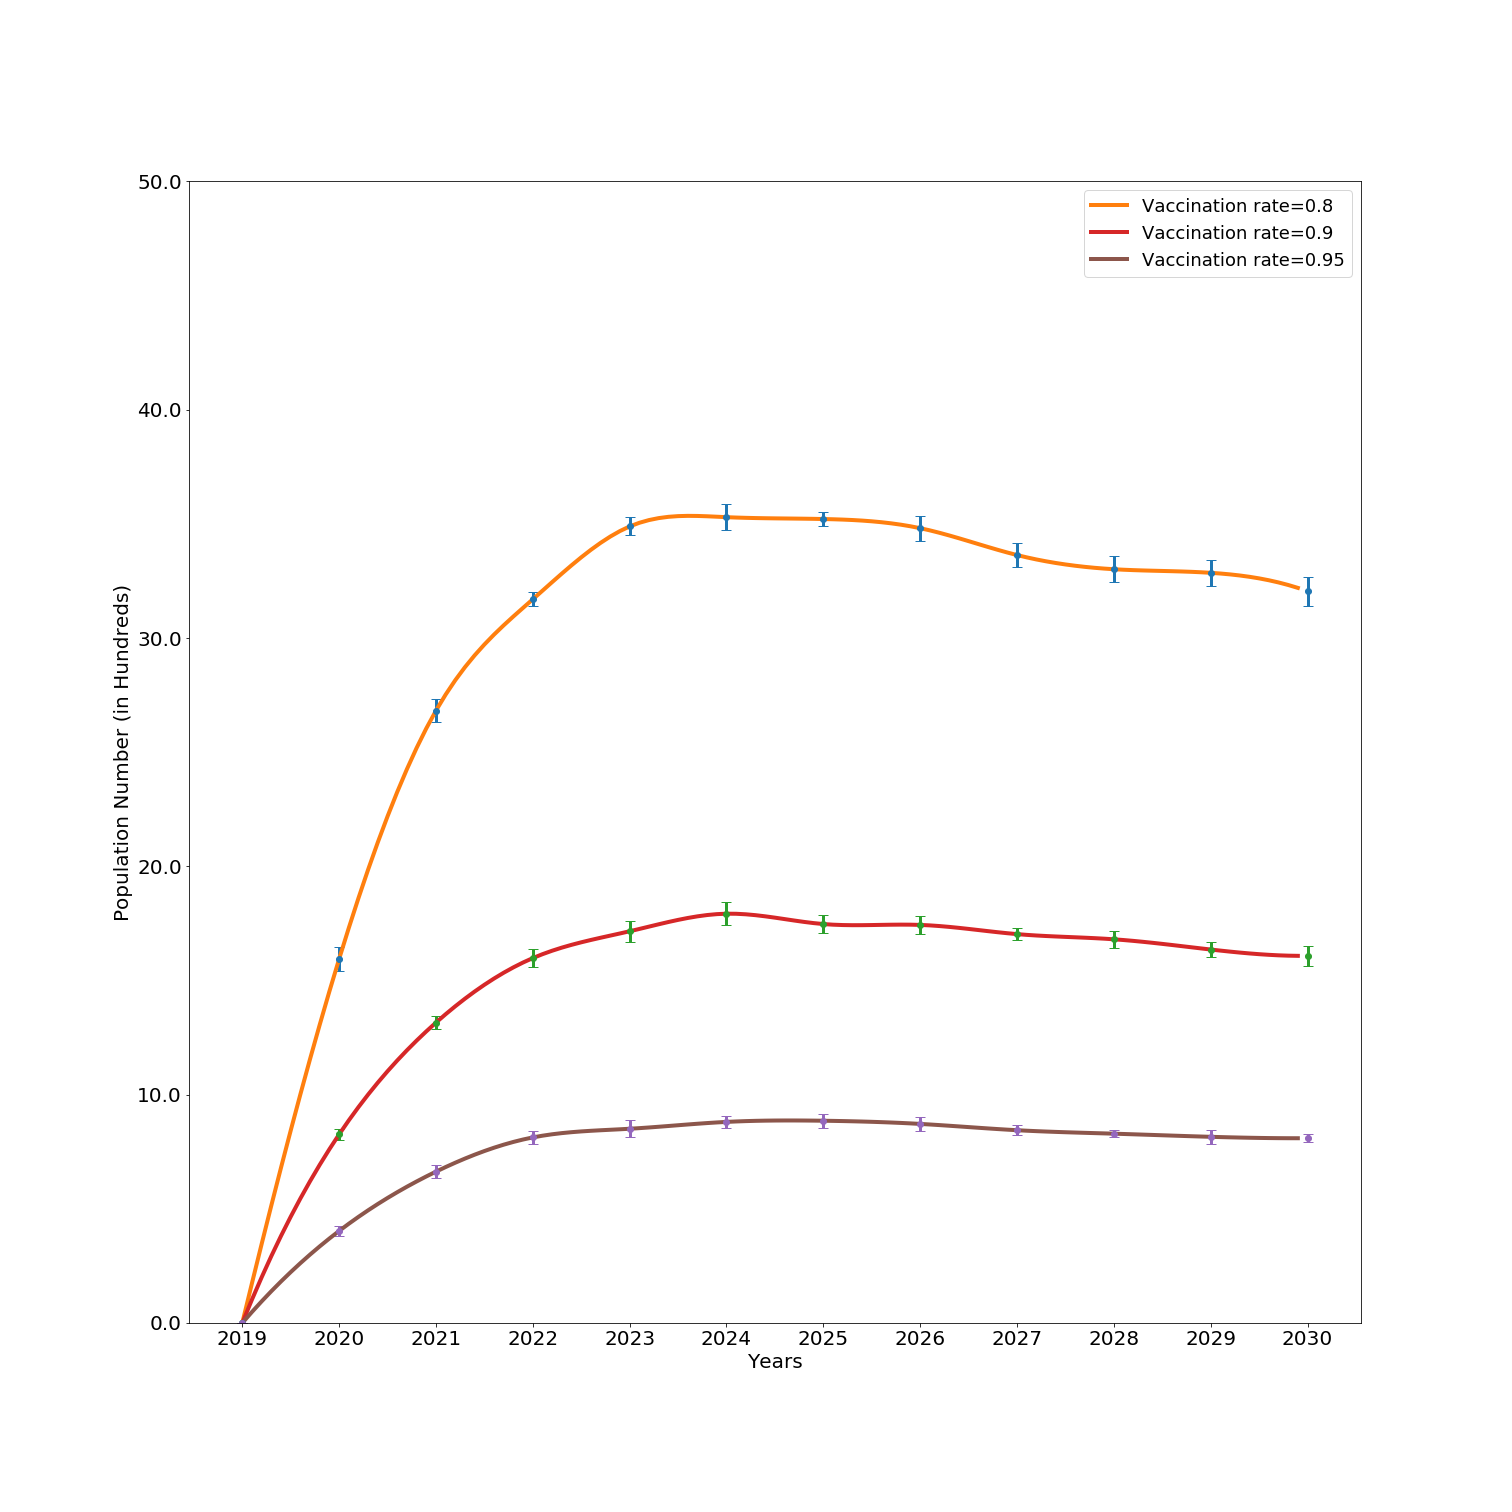 50.0
Vaccination rate=0.8
Vaccination rate=0.9
Vaccination rate=0.95
40.0
30.0
20.0
10.0
0.0
Population Number (in Hundreds)
2019 2020 2021 2022 2023 2024 2025 2026 2027 2028 2029 2030
Years